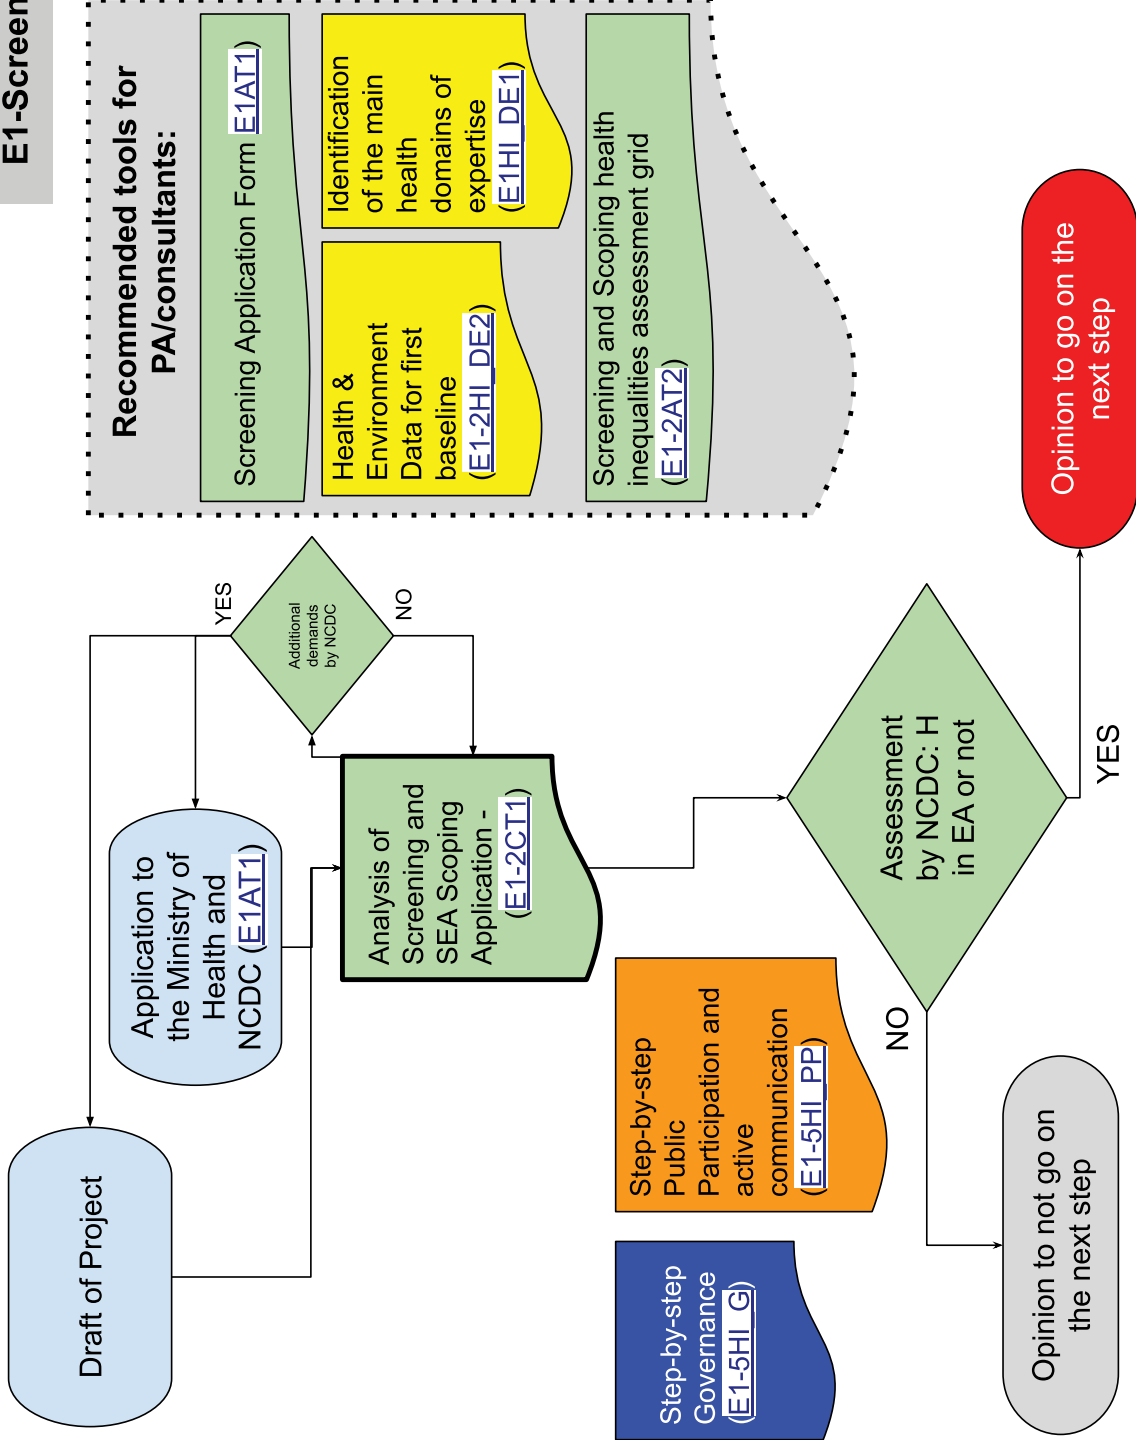 E1-Screen
Recommended tools for
PA/consultants:
Screening Application Form E1AT1)
Health &
Environment
Data for first
baseline
(E1-2HI_DE2)
Identification
of the main
health
domains of
expertise
(E1HI_DE1)
Screening and Scoping health
inequalities assessment grid
(E1-2AT2)
Draft of Project
Application to
the Ministry of
Health and
NCDC (E1AT1)
YES
Additional
demands
by NCDC
NO
Analysis of
Screening and
SEA Scoping
Application -
(E1-2CT1)
Step-by-step
Governance
(E1-5HI_G)
Step-by-step
Public
Participation and
active
communication
(E1-5HI_PP)
NO
Assessment
by NCDC: H
in EA or not
YES
Opinion to not go on
the next step
Opinion to go on the
next step